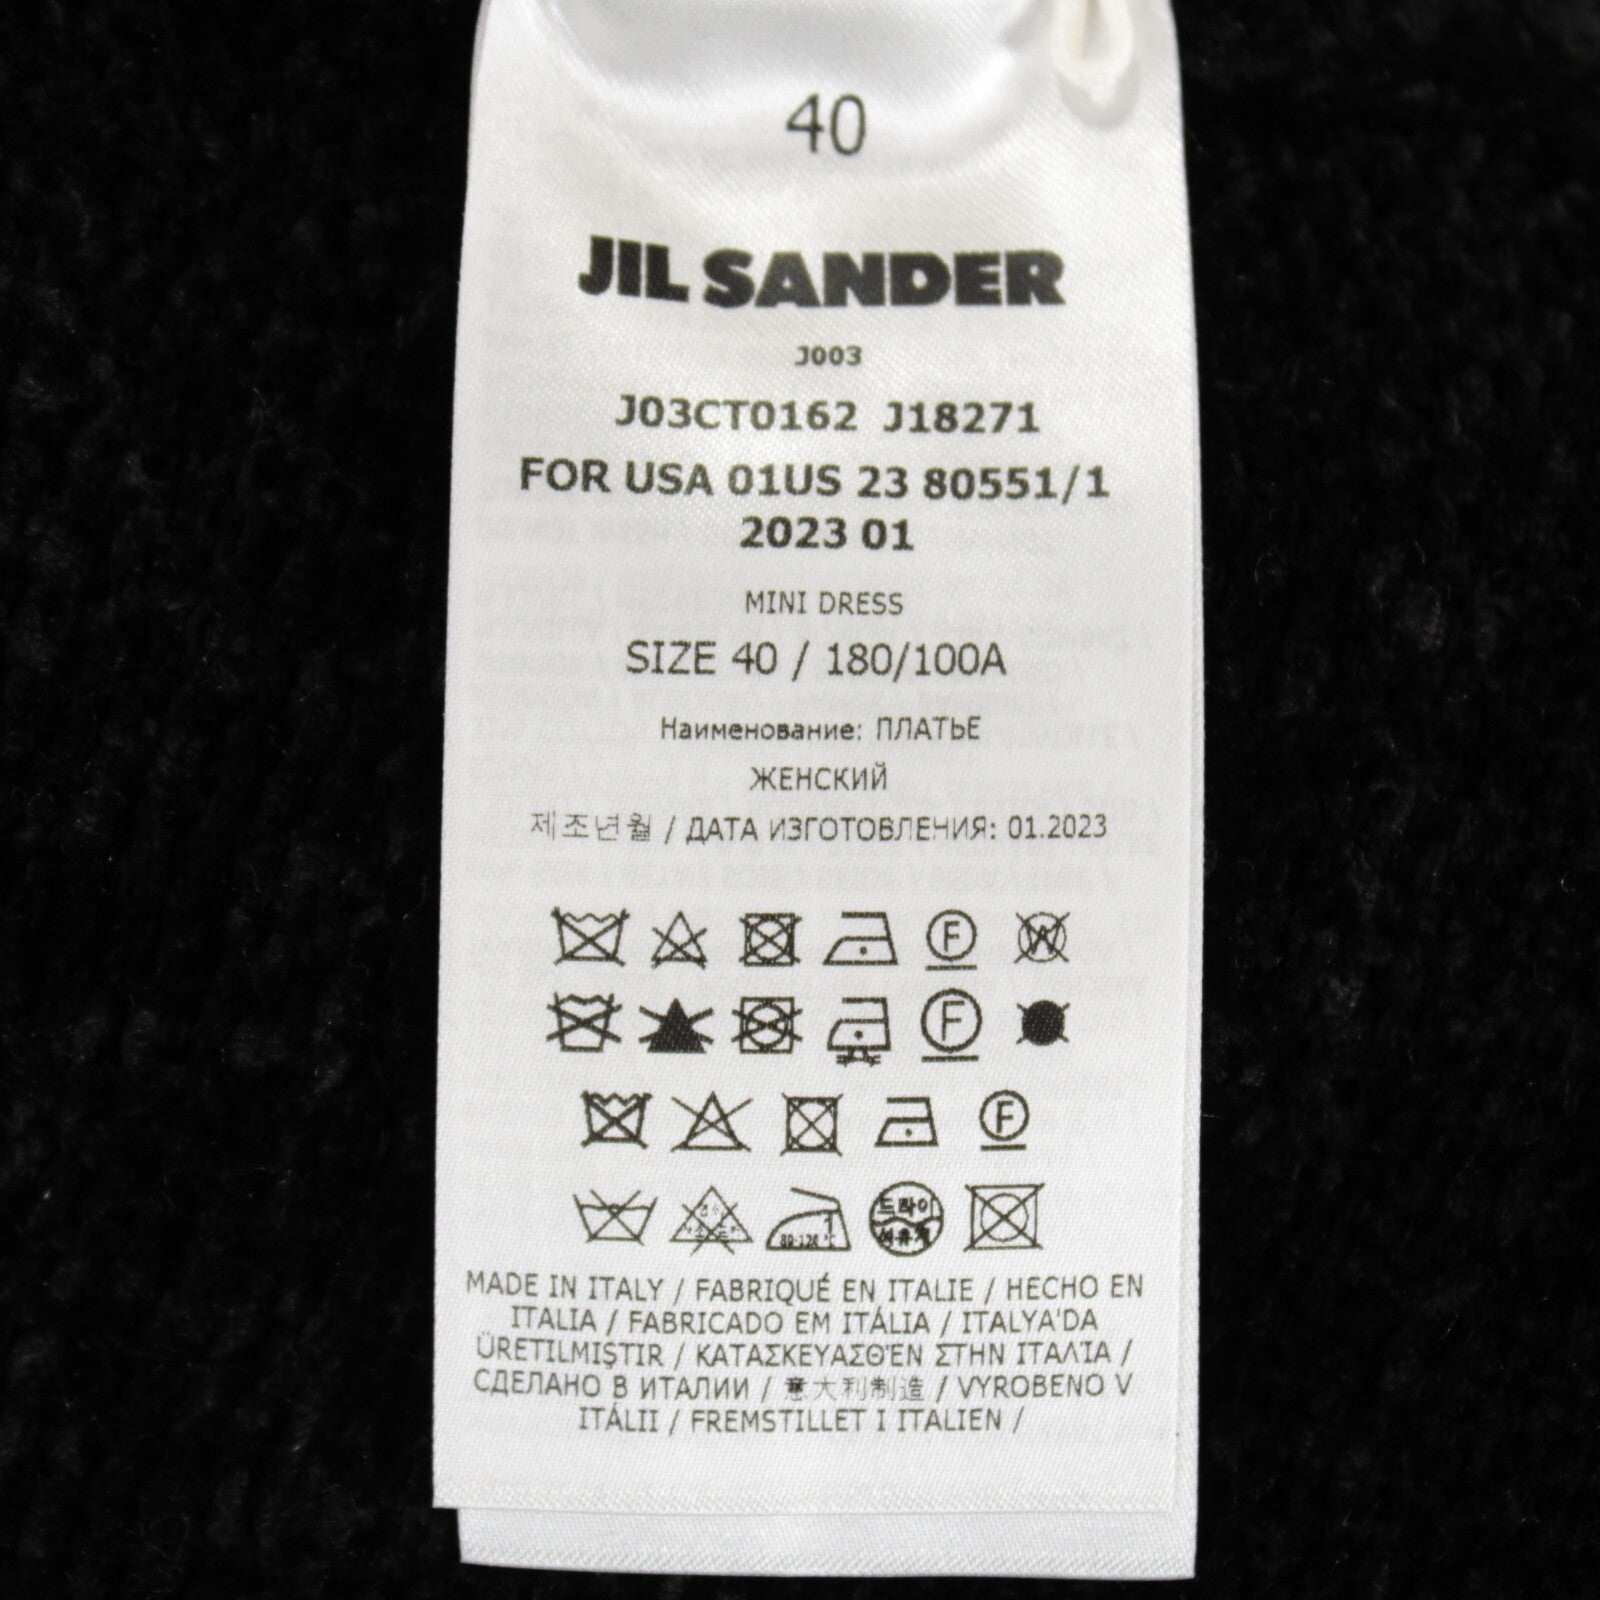 40
JIL SANDER
J003
J03CT0162 J18271
FOR USA 01US 23 80551/1
2023 01
MINI DRESS
SIZE 40 / 180/100A
Наименование: ПЛАТЬЕ
ЖЕНСКИЙ
제조년월 / ДАТА ИЗГОТОВЛЕНИЯ: 01.2023
F W
F
F
드라이
MADE IN ITALY / FABRIQUÉ EN ITALIE / HECHO EN
ITALIA / FABRICADO EM ITÁLIA / ITALYA'DA
ÜRETILMIŞTIR / ΚΑΤΑΣΚΕΥΑΣΘΈΝ ΣΤΗΝ ΙΤΑΛΊΑ /
СДЕЛАНО В ИТАЛИИ / 意大利制造 / VYROBENO V
ITÁLII / FREMSTILLET I ITALIEN /